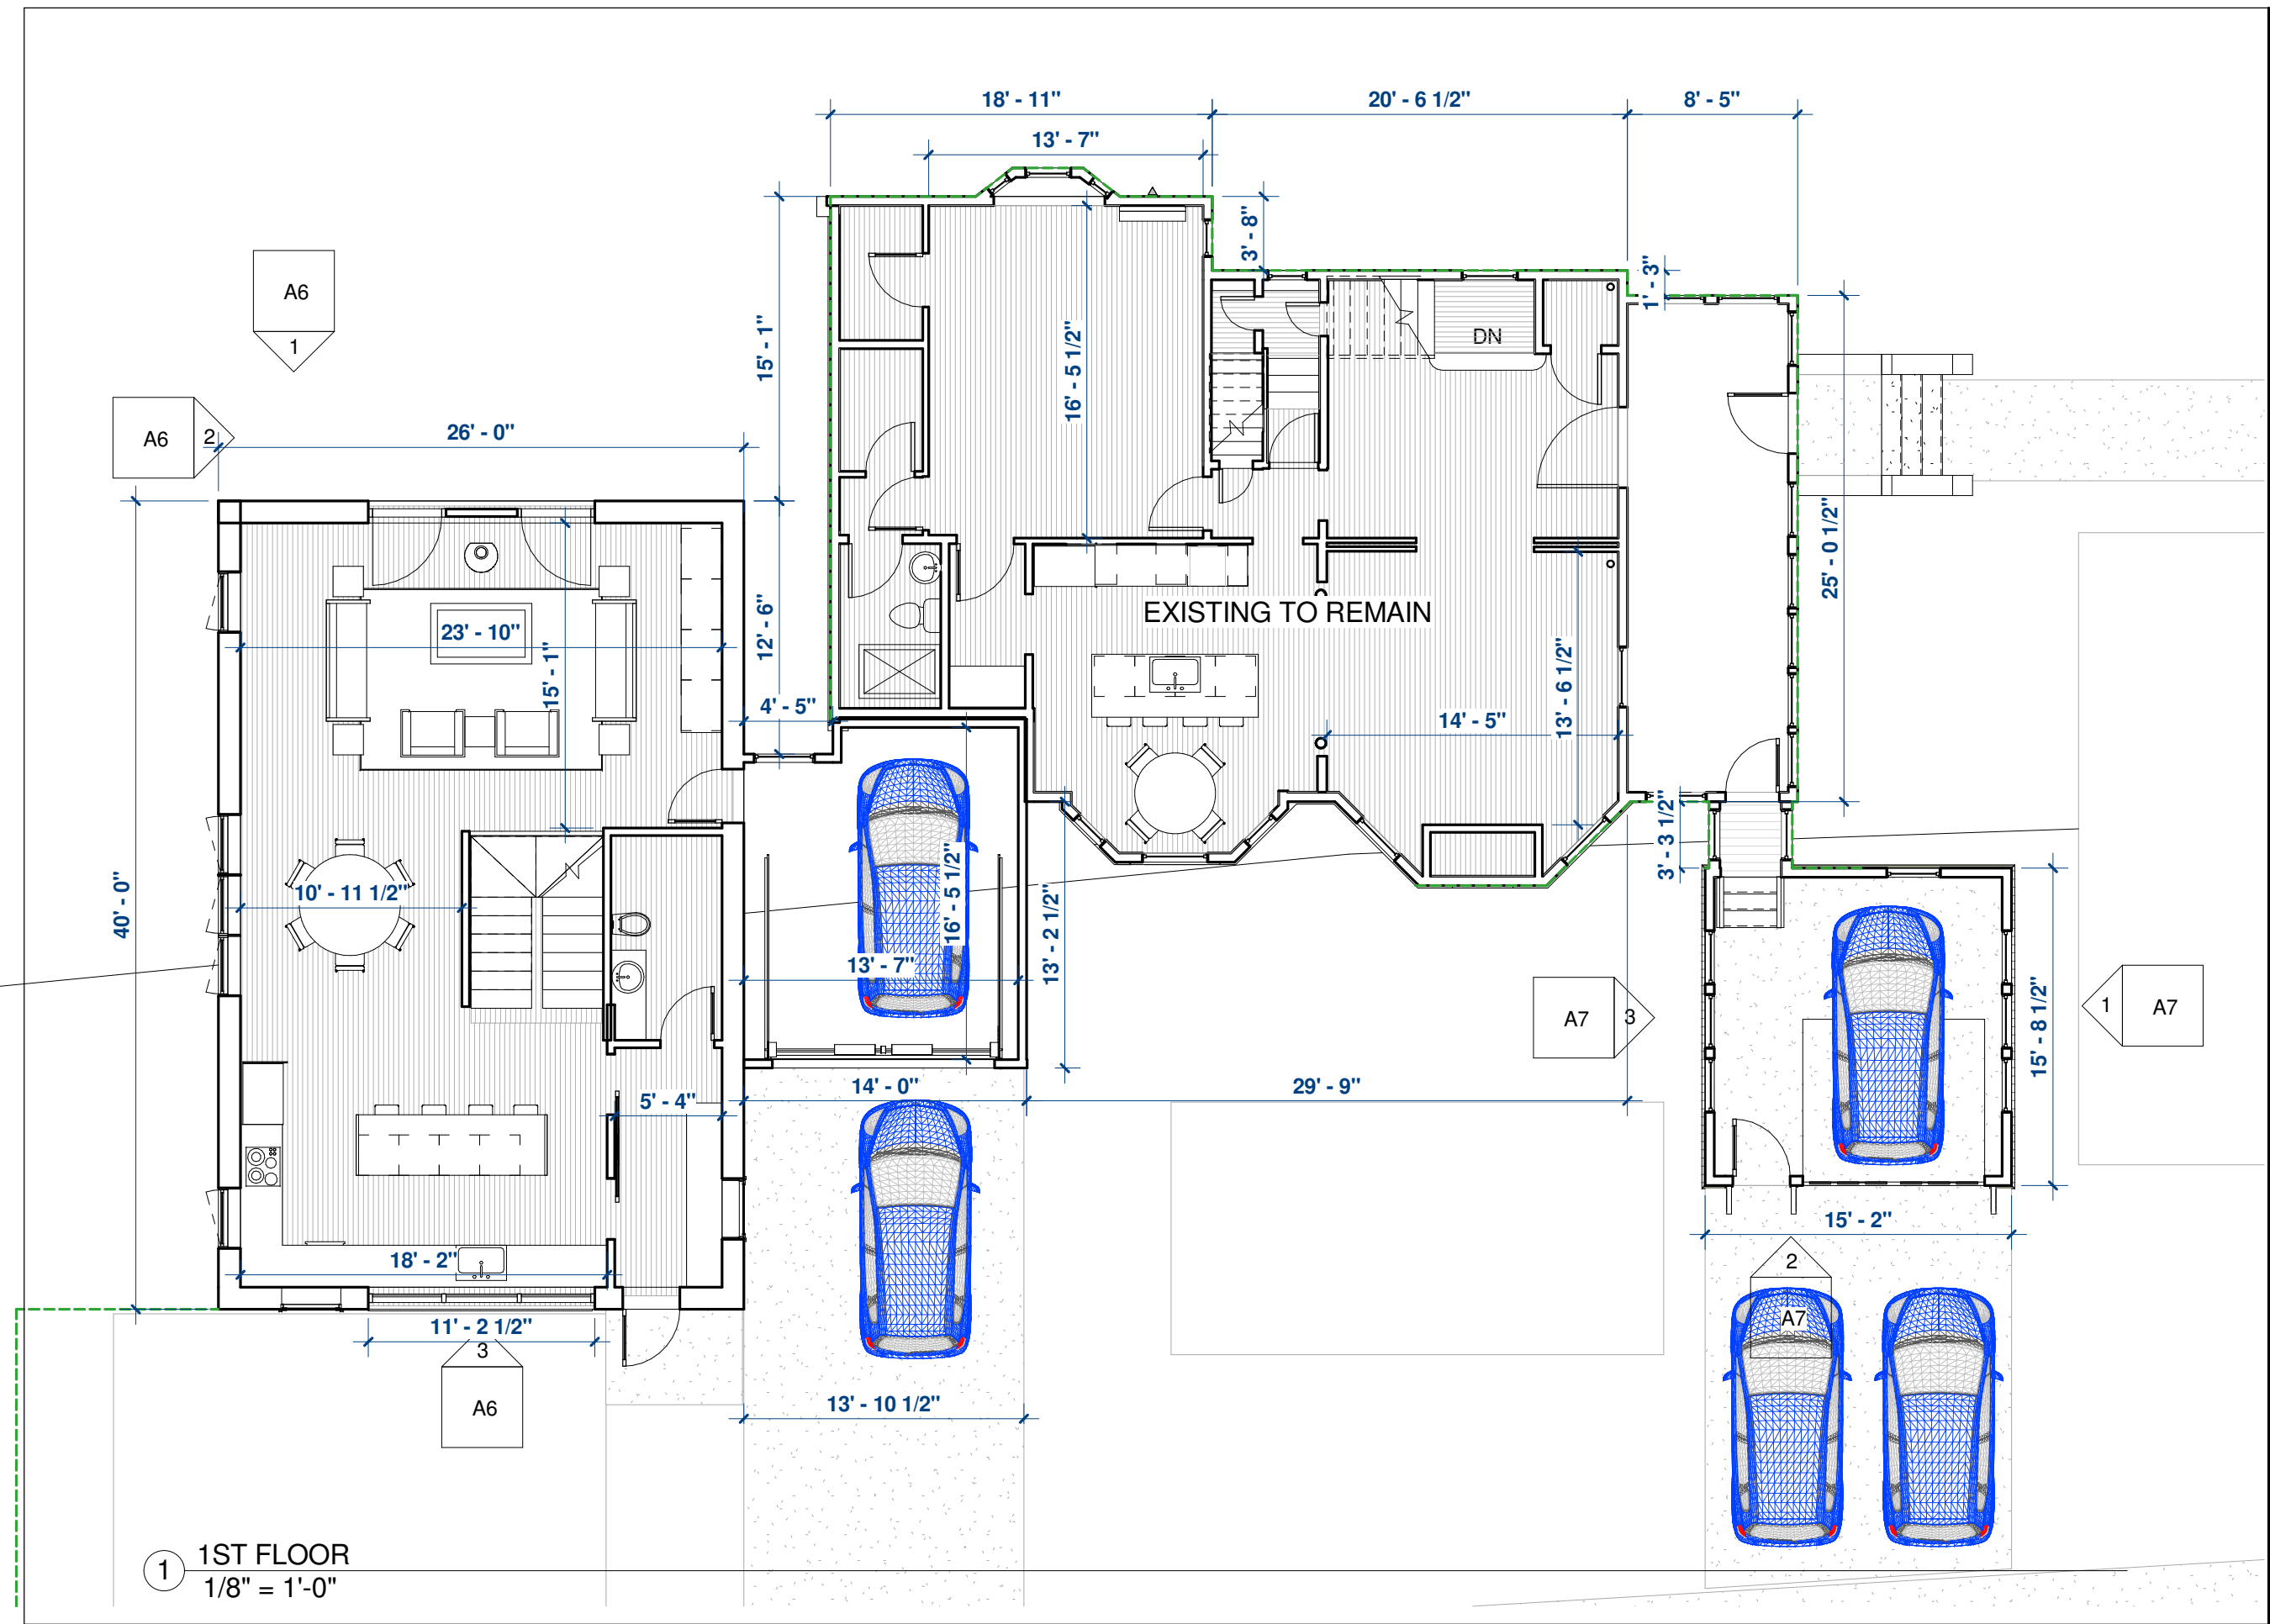 18' - 11"
20' - 6 1/2"
8' - 5"
13' - 7"
3' - 8"
1' - 3"
A6
1
15' - 1"
16' - 5 1/2"
DN
A6
2
26' - 0"
25' - 0 1/2"
EXISTING TO REMAIN
23' - 10"
15' - 1"
12' - 6"
4' - 5"
14' - 5"
13' - 6 1/2"
3' - 3 1/2"
40' - 0"
10' - 11 1/2"
16' - 5 1/2"
13' - 7"
13' - 2 1/2"
A7
3
15' - 8 1/2"
1
A7
5' - 4"
14' - 0"
29' - 9"
15' - 2"
18' - 2"
2
A7
11' - 2 1/2"
3
A6
13' - 10 1/2"
1
1ST FLOOR
1/8" = 1'-0"